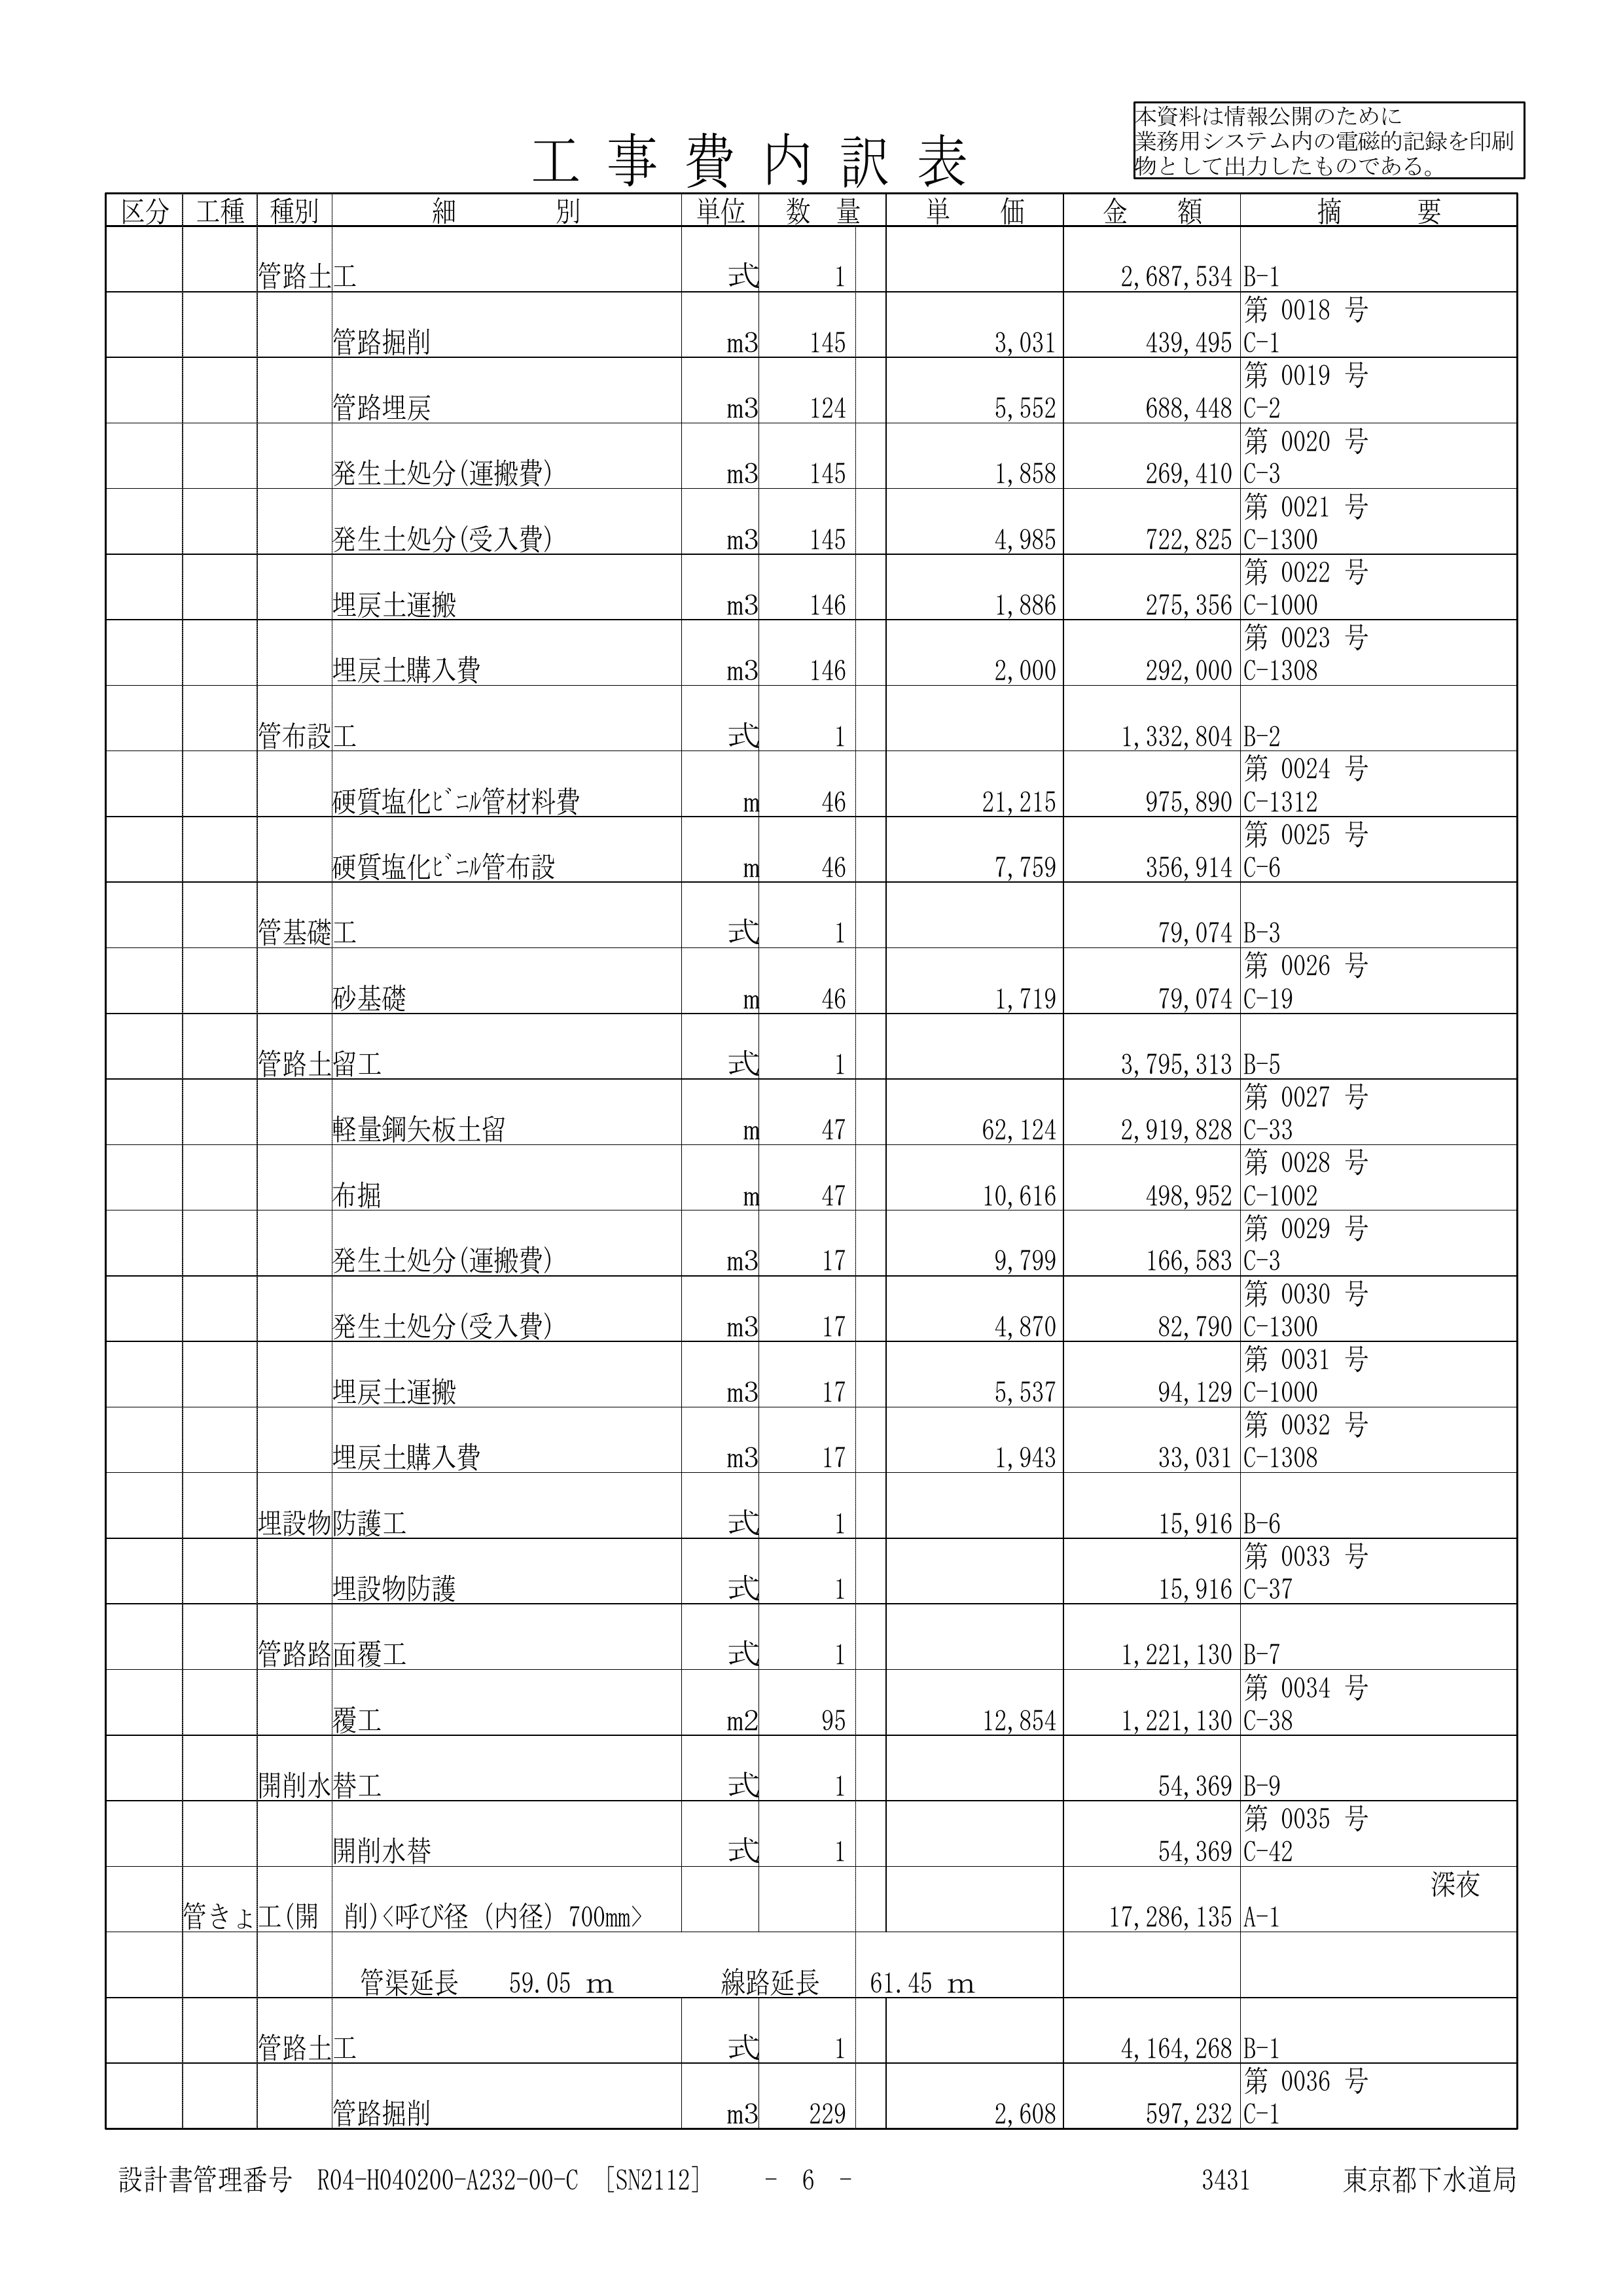 本資料は情報公開のために
業務用システム内の電磁的記録を印刷
物として出力したものである。
工 事 費 内 訳 表
区分 工種 種別 細 別 単位 数 量 単 価 金 額 摘 要
管路土工 式 1 2,687,534 B-1
第 0018 号
管路掘削 m3 145 3,031 439,495 C-1
第 0019 号
管路埋戻 m3 124 5,552 688,448 C-2
第 0020 号
発生土処分(運搬費) m3 145 1,858 269,410 C-3
第 0021 号
発生土処分(受入費) m3 145 4,985 722,825 C-1300
第 0022 号
埋戻土運搬 m3 146 1,886 275,356 C-1000
第 0023 号
埋戻土購入費 m3 146 2,000 292,000 C-1308
管布設工 式 1 1,332,804 B-2
第 0024 号
硬質塩化ﾋﾞﾆﾙ管材料費 m 46 21,215 975,890 C-1312
第 0025 号
硬質塩化ﾋﾞﾆﾙ管布設 m 46 7,759 356,914 C-6
管基礎工 式 1 79,074 B-3
第 0026 号
砂基礎 m 46 1,719 79,074 C-19
管路土留工 式 1 3,795,313 B-5
第 0027 号
軽量鋼矢板土留 m 47 62,124 2,919,828 C-33
第 0028 号
布掘 m 47 10,616 498,952 C-1002
第 0029 号
発生土処分(運搬費) m3 17 9,799 166,583 C-3
第 0030 号
発生土処分(受入費) m3 17 4,870 82,790 C-1300
第 0031 号
埋戻土運搬 m3 17 5,537 94,129 C-1000
第 0032 号
埋戻土購入費 m3 17 1,943 33,031 C-1308
埋設物防護工 式 1 15,916 B-6
第 0033 号
埋設物防護 式 1 15,916 C-37
管路路面覆工 式 1 1,221,130 B-7
第 0034 号
覆工 m2 95 12,854 1,221,130 C-38
開削水替工 式 1 54,369 B-9
第 0035 号
開削水替 式 1 54,369 C-42
深夜
管きょ工(開 削)<呼び径（内径）700㎜> 17,286,135 A-1
管渠延長 59.05 ｍ 線路延長 61.45 ｍ
管路土工 式 1 4,164,268 B-1
第 0036 号
管路掘削 m3 229 2,608 597,232 C-1
設計書管理番号 R04-H040200-A232-00-C [SN2112] - 6 - 3431 東京都下水道局